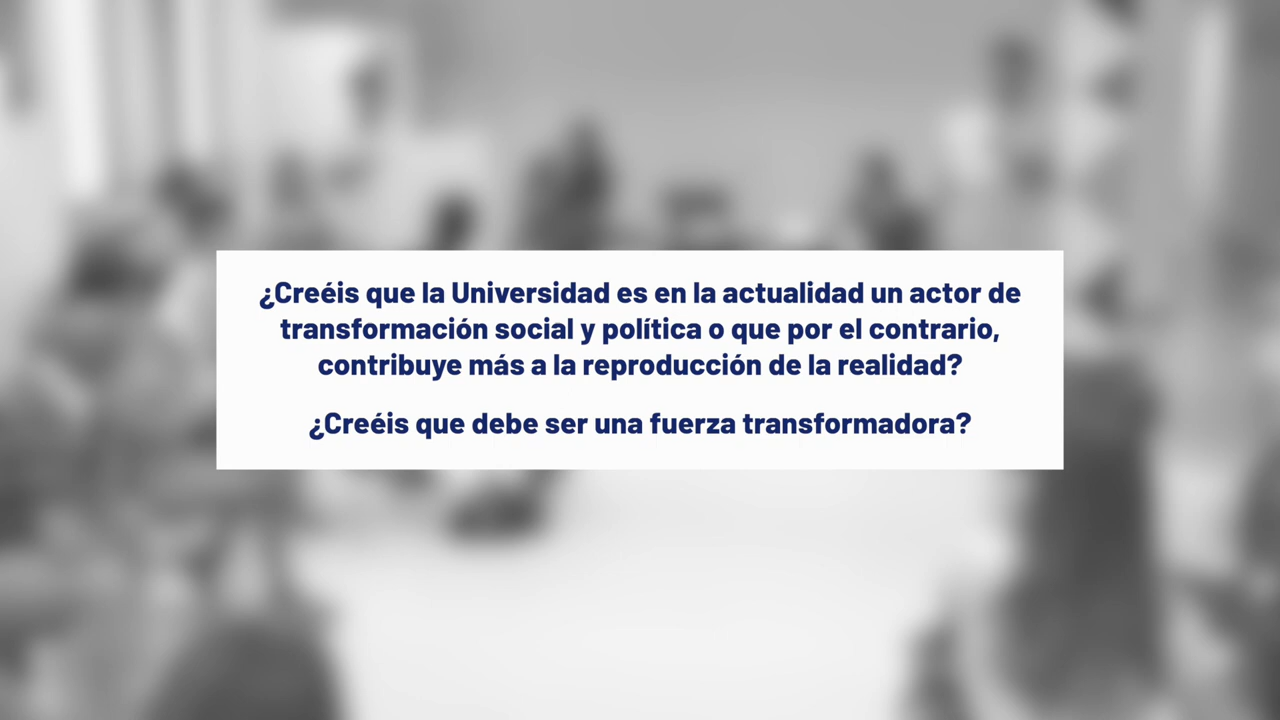 ¿Creéis que la Universidad es en la actualidad un actor de
transformación social y política o que por el contrario,
contribuye más a la reproducción de la realidad?
¿Creéis que debe ser una fuerza transformadora?